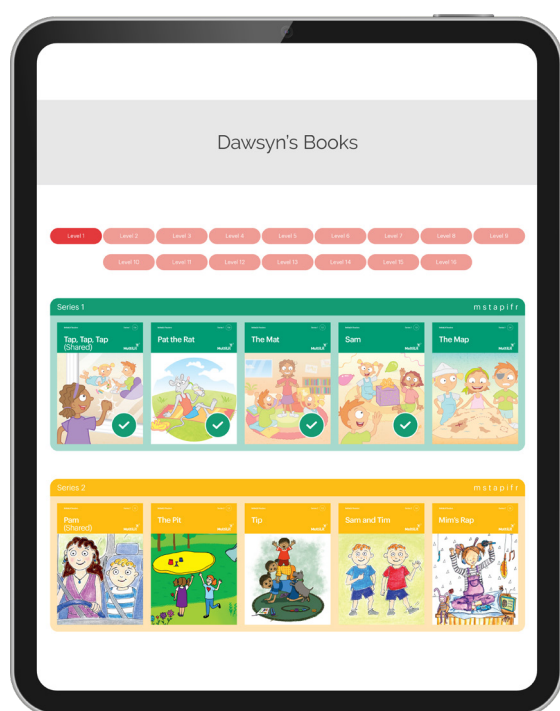 Dawsyn's Books
Level 1 Level 2 Level 3 Level 4 Level 5 Level 6 Level 7 Level 8 Level 9
Level 10 Level 11 Level 12 Level 13 Level 14 Level 15 Level 16
Series 1 m s t a p i f r
Tap, Tap, Tap
(Shared)
Pat the Rat
The Mat
Sam
The Map
Series 2 m s t a p i f r
Pam
(Shared)
The Pit
Tip
Sam and Tim
Mim's Rap